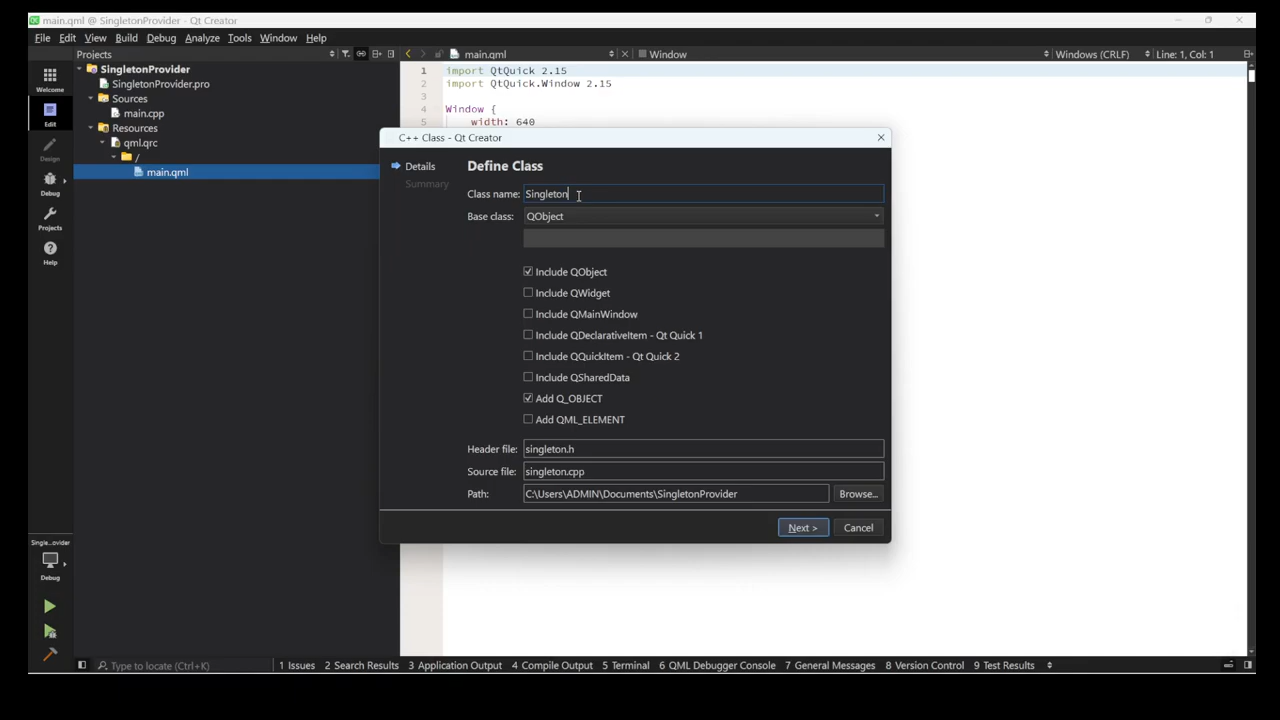 main.qml @ SingletonProvider - Qt Creator
File Edit View Build Debug Analyze Tools Window Help
Projects
main.qml
Window
Windows (CRLF)
Line: 1, Col: 1
Welcome
Edit
Design
Debug
Projects
Help
SingletonProvider
SingletonProvider.pro
Sources
main.cpp
Resources
qml.qrc
/
main.qml
1 import QtQuick 2.15
2 import QtQuick.Window 2.15
3
4 Window {
5 width: 640
C++ Class - Qt Creator
Details
Summary
Define Class
Class name: Singleton
Base class: QObject
Include QObject
Include QWidget
Include QMainWindow
Include QDeclarativeItem - Qt Quick 1
Include QQuickItem - Qt Quick 2
Include QSharedData
Add Q_OBJECT
Add QML_ELEMENT
Header file: singleton.h
Source file: singleton.cpp
Path: C:\Users\ADMIN\Documents\SingletonProvider Browse...
Next > Cancel
Single...ovider
Debug
Type to locate (Ctrl+K)
1 Issues 2 Search Results 3 Application Output 4 Compile Output 5 Terminal 6 QML Debugger Console 7 General Messages 8 Version Control 9 Test Results